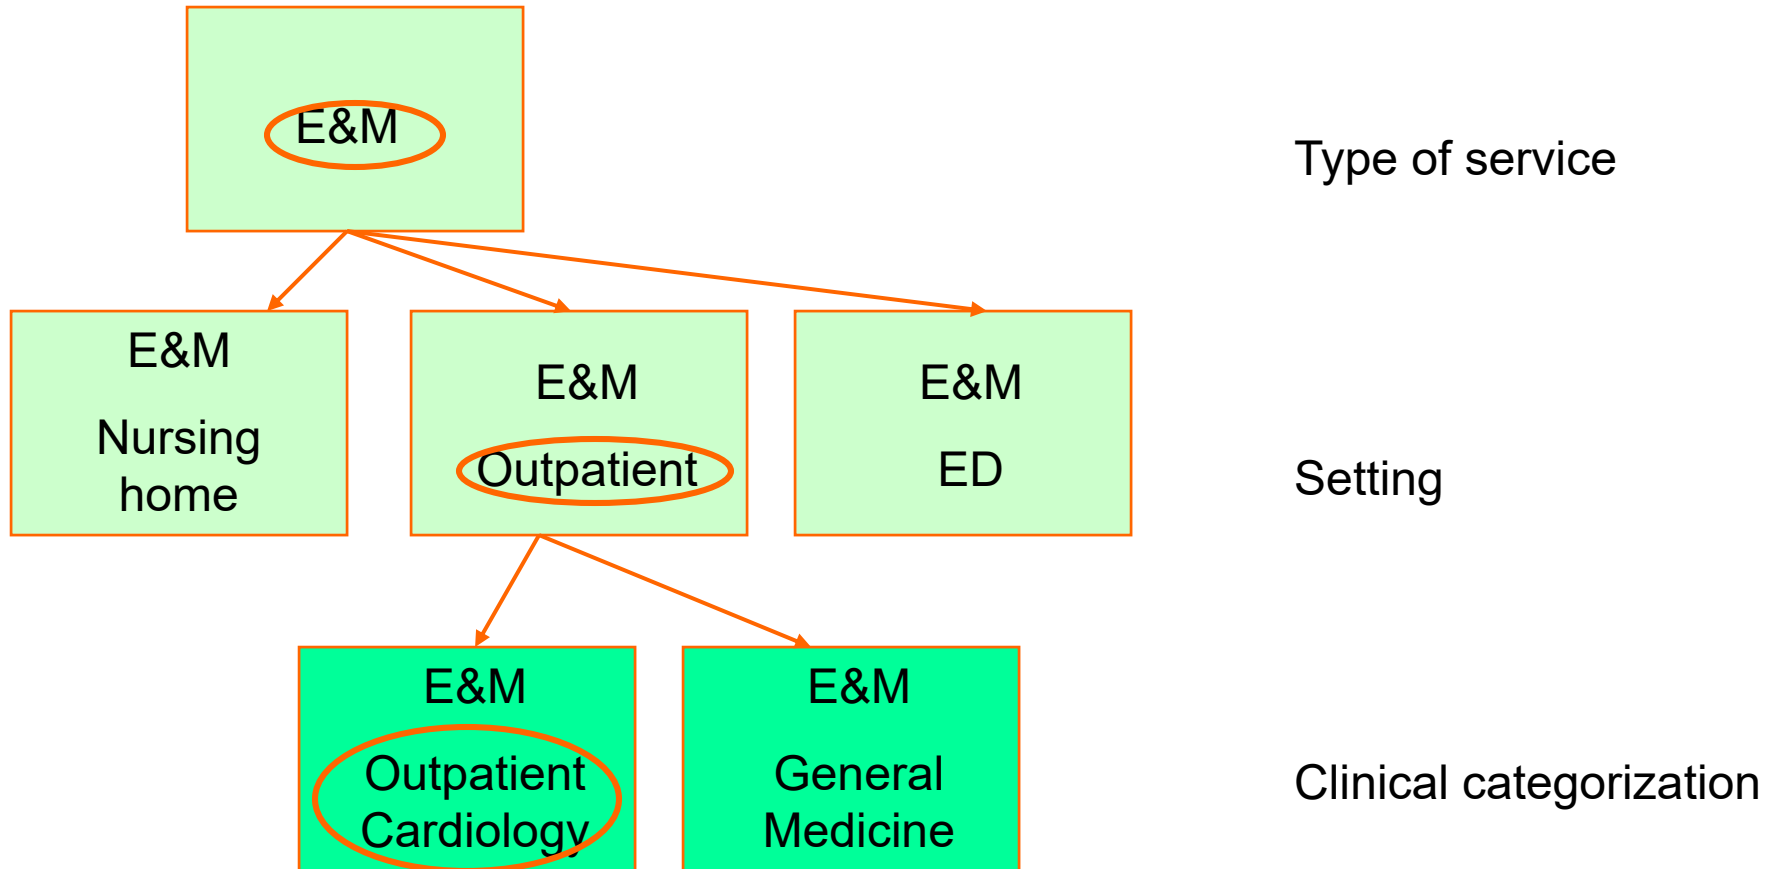 E&M
Type of service
E&M
Nursing
home
E&M
Outpatient
E&M
ED
Setting
E&M
Outpatient
Cardiology
E&M
General
Medicine
Clinical categorization